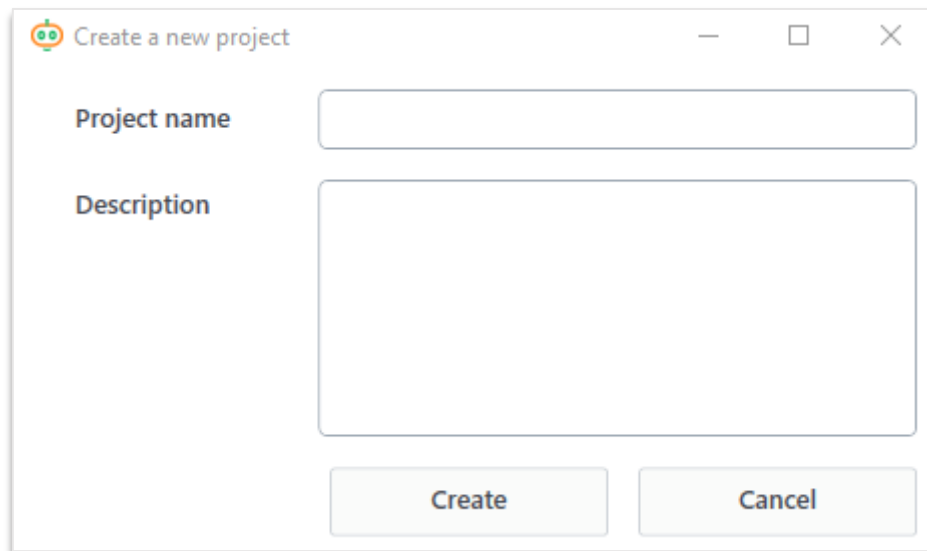 Create a new project
Project name
Description
Create
Cancel